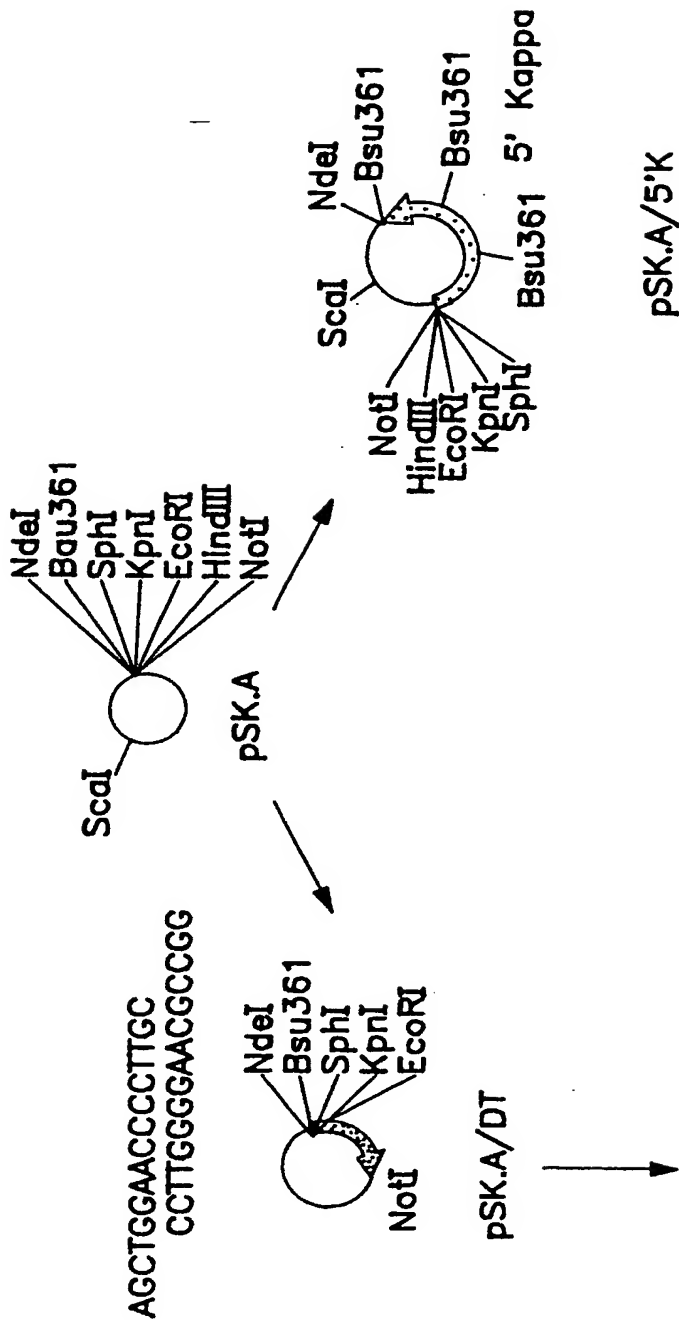 AGCTGGAACCCCTTGC
CCTTGGGGAACGCCGG
NdeI
Bsu361
SphI
KpnI
EcoRI
NotI
pSK.A/DT
ScaI
NdeI
Bau361
SphI
KpnI
EcoRI
HindIII
NotI
pSK.A
ScaI
NdeI
Bsu361
Bsu361
Bsu361
5' Kappa
NotI
HindIII
EcoRI
KpnI
SphI
pSK.A/5'K